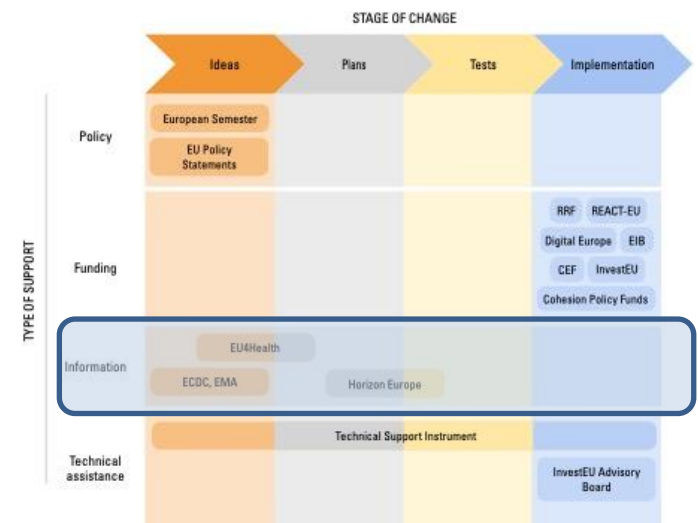 STAGE OF CHANGE
Ideas
Plans
Tests
Implementation
TYPE OF SUPPORT
Policy
European Semester
EU Policy
Statements
Funding
RRF
REACT-EU
Digital Europe
EIB
CEF
InvestEU
Cohesion Policy Funds
Information
EU4Health
ECDC, EMA
Horizon Europe
Technical
assistance
Technical Support Instrument
InvestEU Advisory
Board